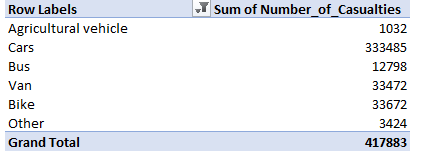 Row Labels Sum of Number_of_Casualties
Agricultural vehicle 1032
Cars 333485
Bus 12798
Van 33472
Bike 33672
Other 3424
Grand Total 417883